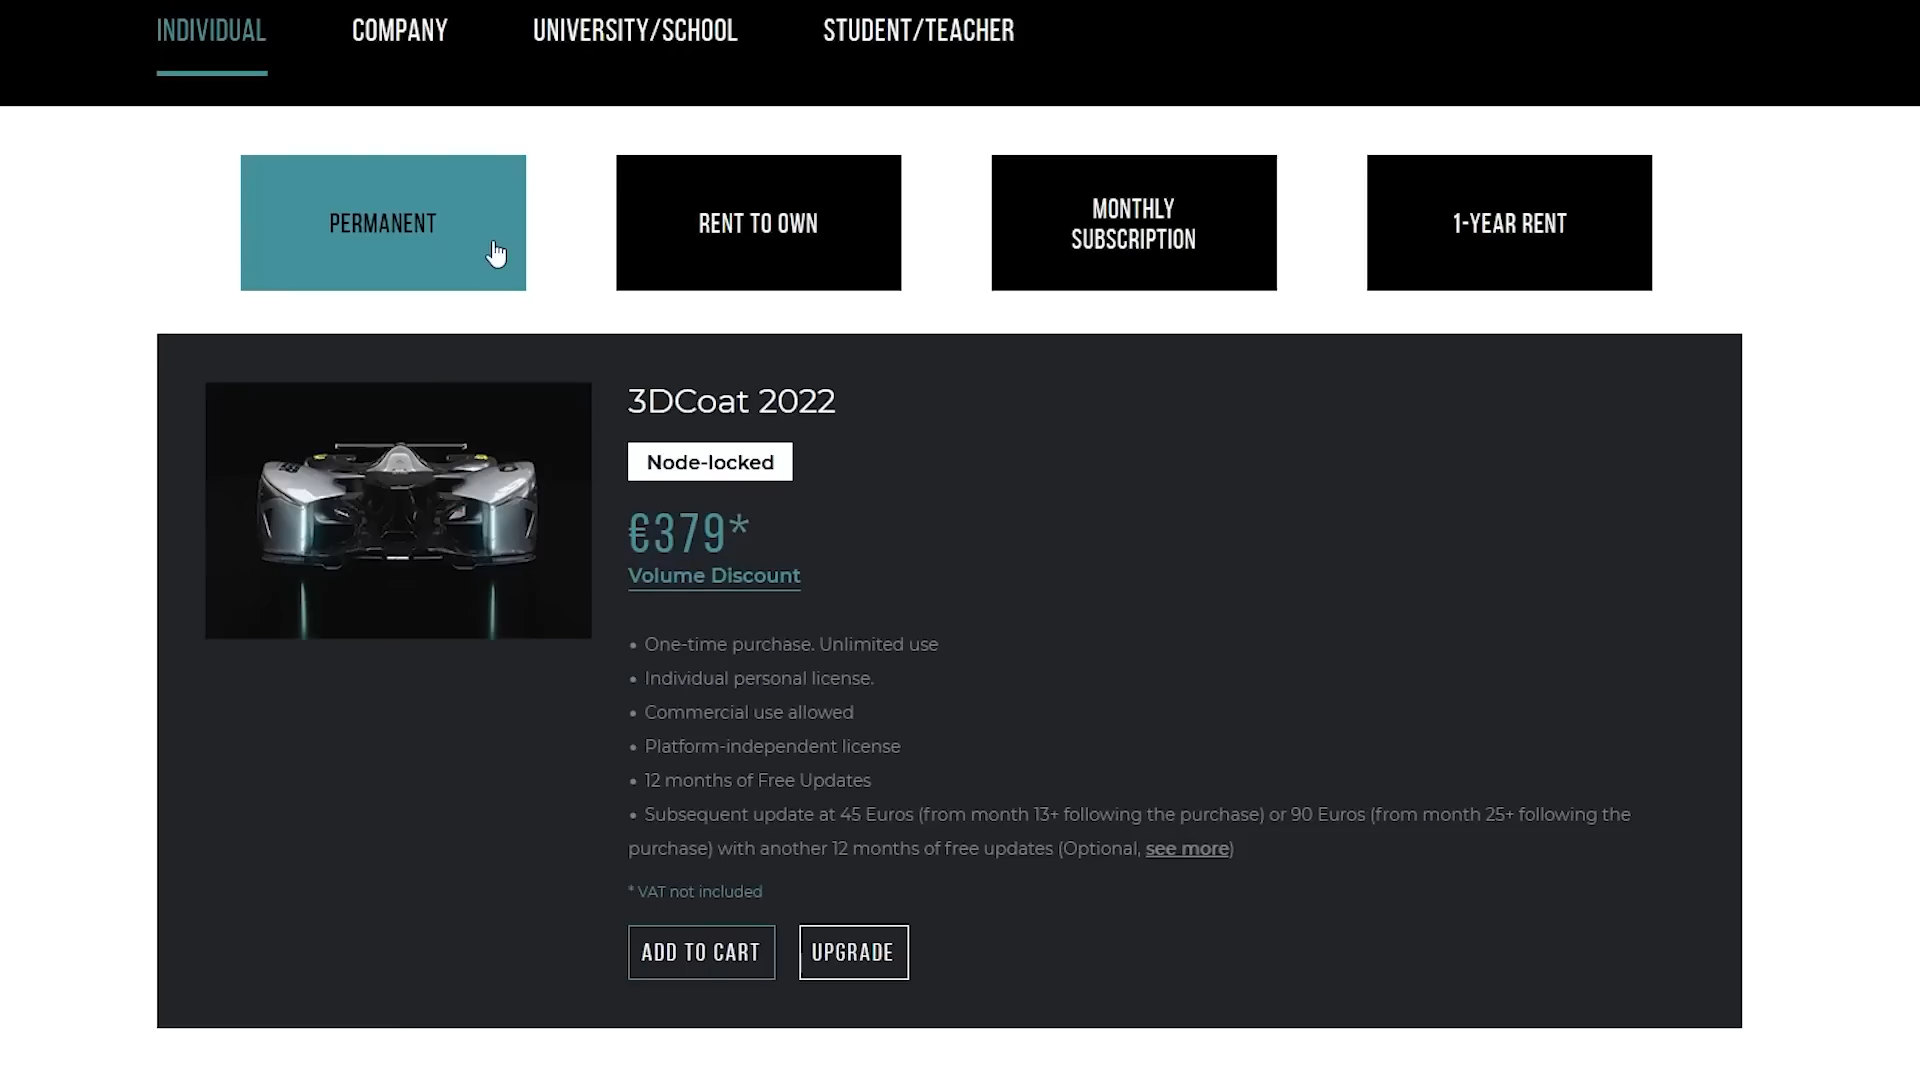 INDIVIDUAL COMPANY UNIVERSITY/SCHOOL STUDENT/TEACHER
PERMANENT
RENT TO OWN
MONTHLY
SUBSCRIPTION
1-YEAR RENT
3DCoat 2022
Node-locked
€379*
Volume Discount
• One-time purchase. Unlimited use
• Individual personal license.
• Commercial use allowed
• Platform-independent license
• 12 months of Free Updates
• Subsequent update at 45 Euros (from month 13+ following the purchase) or 90 Euros (from month 25+ following the
purchase) with another 12 months of free updates (Optional, see more)
* VAT not included
ADD TO CART UPGRADE